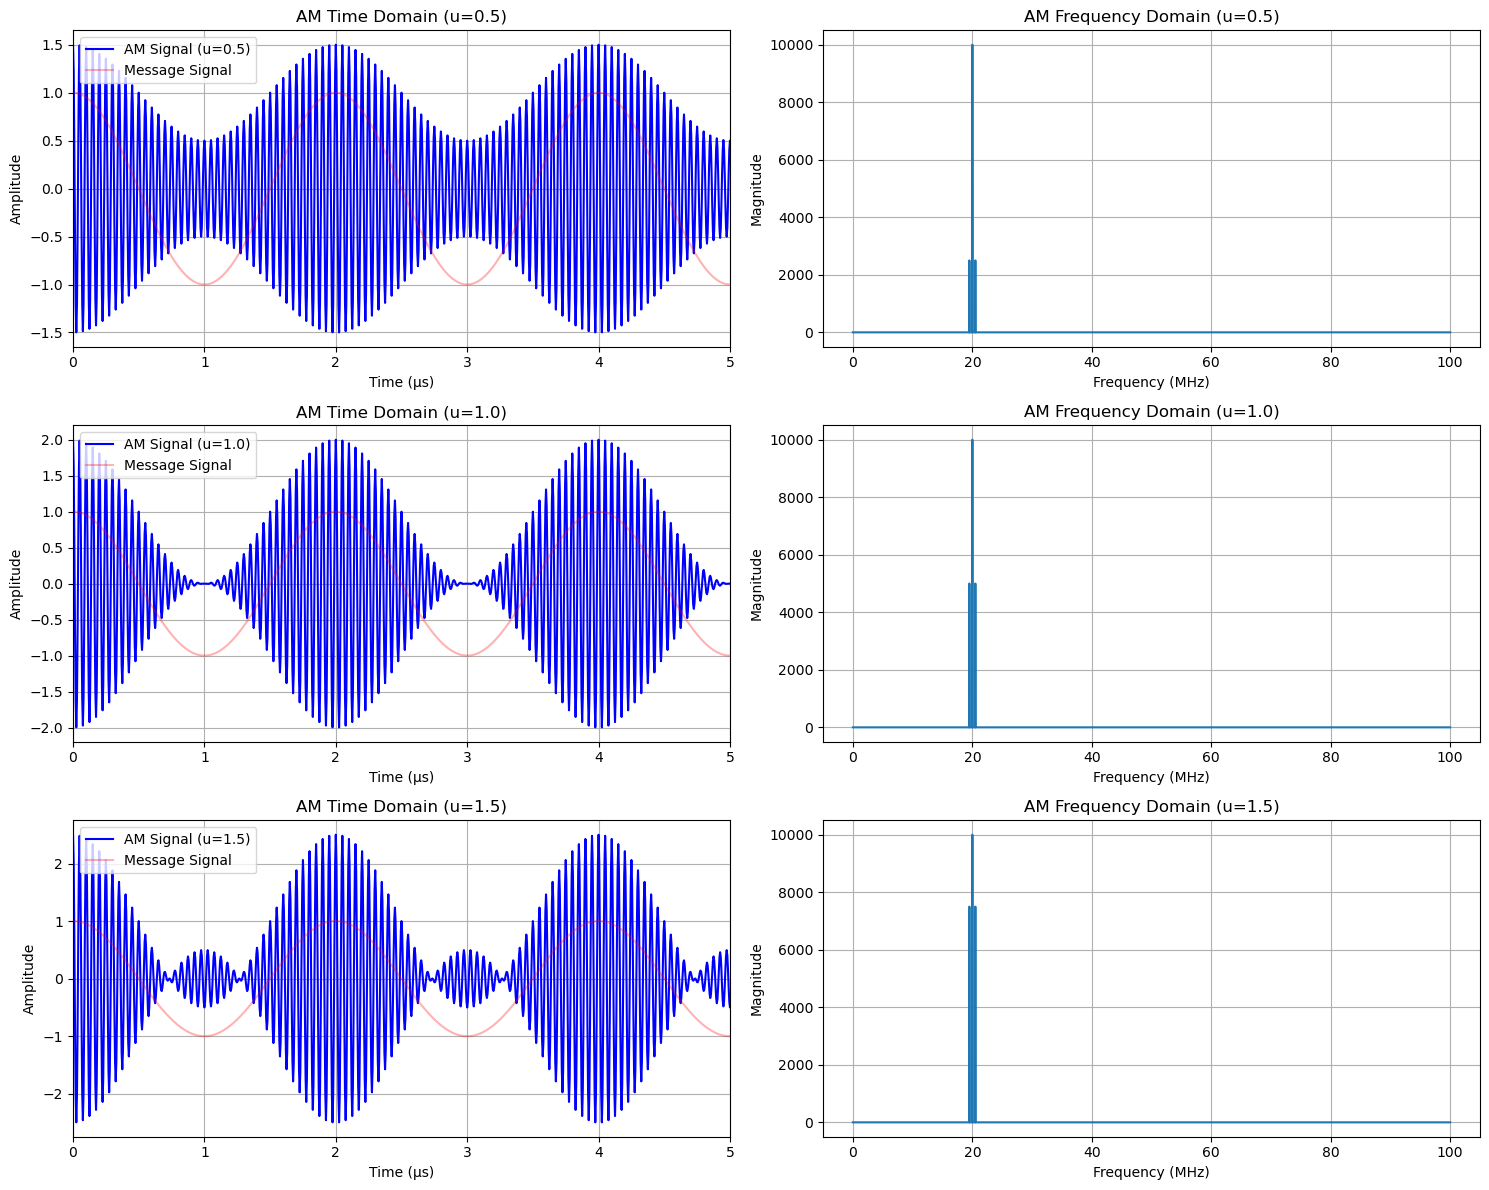 AM Time Domain (u=0.5)
AM Signal (u=0.5)
Message Signal
Amplitude
1.5
1.0
0.5
0.0
−0.5
−1.0
−1.5
0 1 2 3 4 5
Time (μs)
AM Frequency Domain (u=0.5)
Magnitude
10000
8000
6000
4000
2000
0
0 20 40 60 80 100
Frequency (MHz)
AM Time Domain (u=1.0)
AM Signal (u=1.0)
Message Signal
Amplitude
2.0
1.5
1.0
0.5
0.0
−0.5
−1.0
−1.5
−2.0
0 1 2 3 4 5
Time (μs)
AM Frequency Domain (u=1.0)
Magnitude
10000
8000
6000
4000
2000
0
0 20 40 60 80 100
Frequency (MHz)
AM Time Domain (u=1.5)
AM Signal (u=1.5)
Message Signal
Amplitude
2
1
0
−1
−2
0 1 2 3 4 5
Time (μs)
AM Frequency Domain (u=1.5)
Magnitude
10000
8000
6000
4000
2000
0
0 20 40 60 80 100
Frequency (MHz)